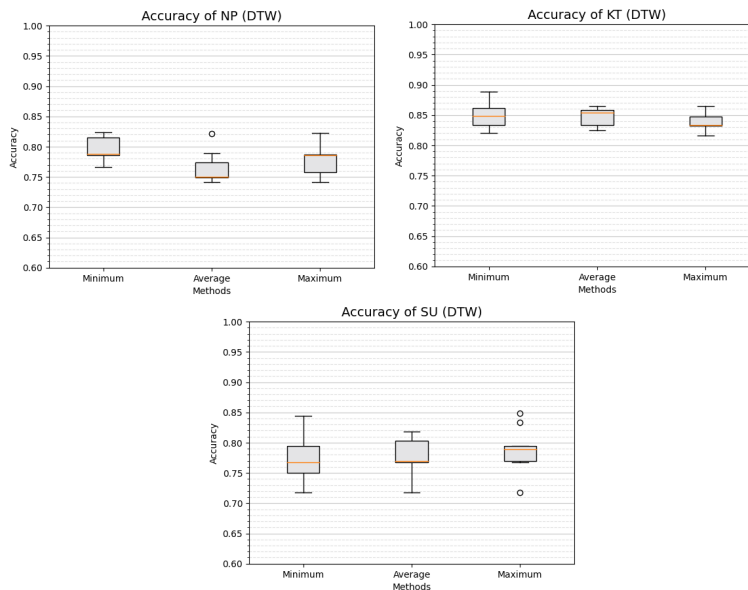 Accuracy of NP (DTW)
1.00
0.95
0.90
0.85
0.80
0.75
0.70
0.65
0.60
Accuracy
Minimum Average Maximum
Methods
Accuracy of KT (DTW)
1.00
0.95
0.90
0.85
0.80
0.75
0.70
0.65
0.60
Accuracy
Minimum Average Maximum
Methods
Accuracy of SU (DTW)
1.00
0.95
0.90
0.85
0.80
0.75
0.70
0.65
0.60
Accuracy
Minimum Average Maximum
Methods